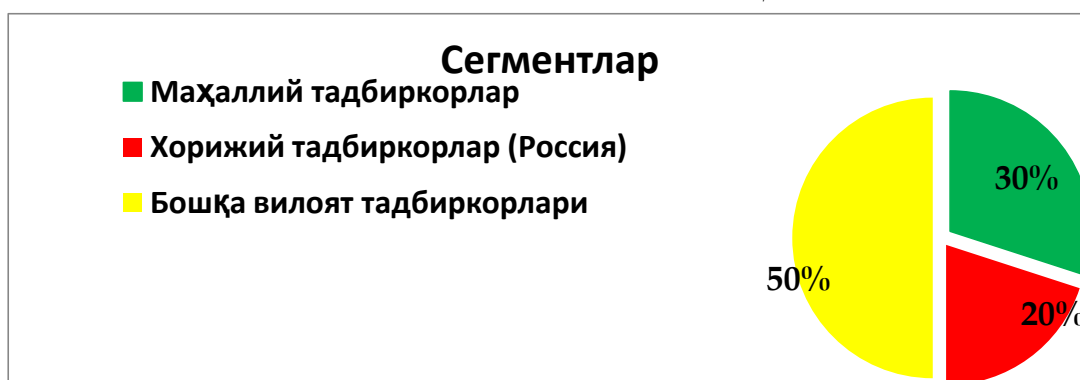 Сегментлар
Маҳаллий тадбиркорлар
Хорижий тадбиркорлар (Россия)
Бошқа вилоят тадбиркорлари
30%
50%
20%